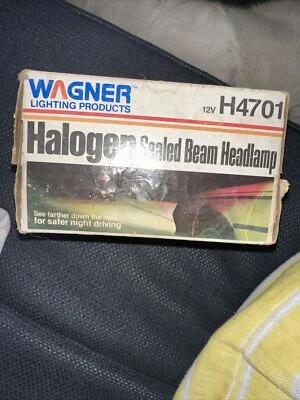 WAGNER
LIGHTING PRODUCTS
12V H4701
Halogen Sealed Beam Headlamp
See farther down the road
for safer night driving